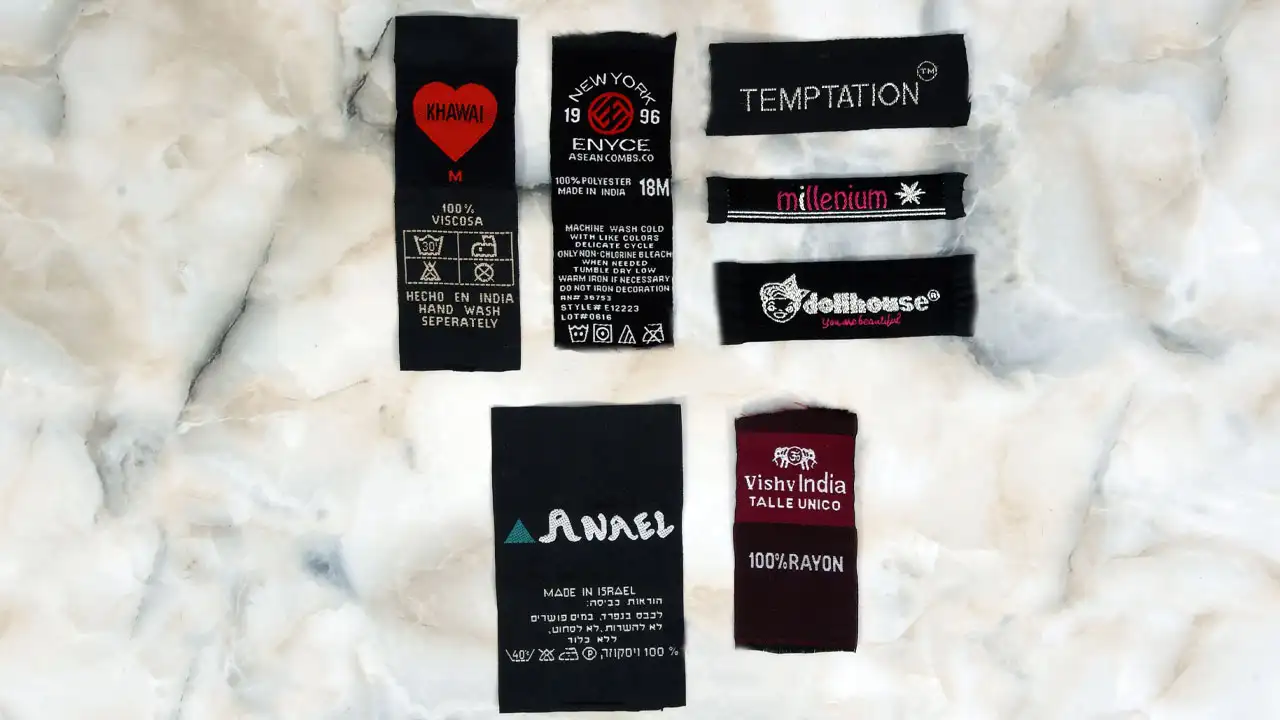 KHAWAI
M
100%
VISCOSA
30°
HECHO EN INDIA
HAND WASH
SEPERATELY
NEW YORK
19 96
ENYCE
ASEAN COMBS.CO
100% POLYESTER
MADE IN INDIA
18M
MACHINE WASH COLD
WITH LIKE COLORS
DELICATE CYCLE
ONLY NON-CHLORINE BLEACH
WHEN NEEDED
TUMBLE DRY LOW
WARM IRON IF NECESSARY
DO NOT IRON DECORATION
RN# 36753
STYLE# E12223
LOT#0616
TEMPTATION TM
millenium
dollhouse®
You are beautiful
ANAEL
MADE IN ISRAEL
הוראות כביסה:
לכבס בנפרד, במים פושרים
לא להשרות, לא לסחוט,
ללא כלור
100 % ויסקוזה, P 40°
VishvIndia
TALLE UNICO
100%RAYON